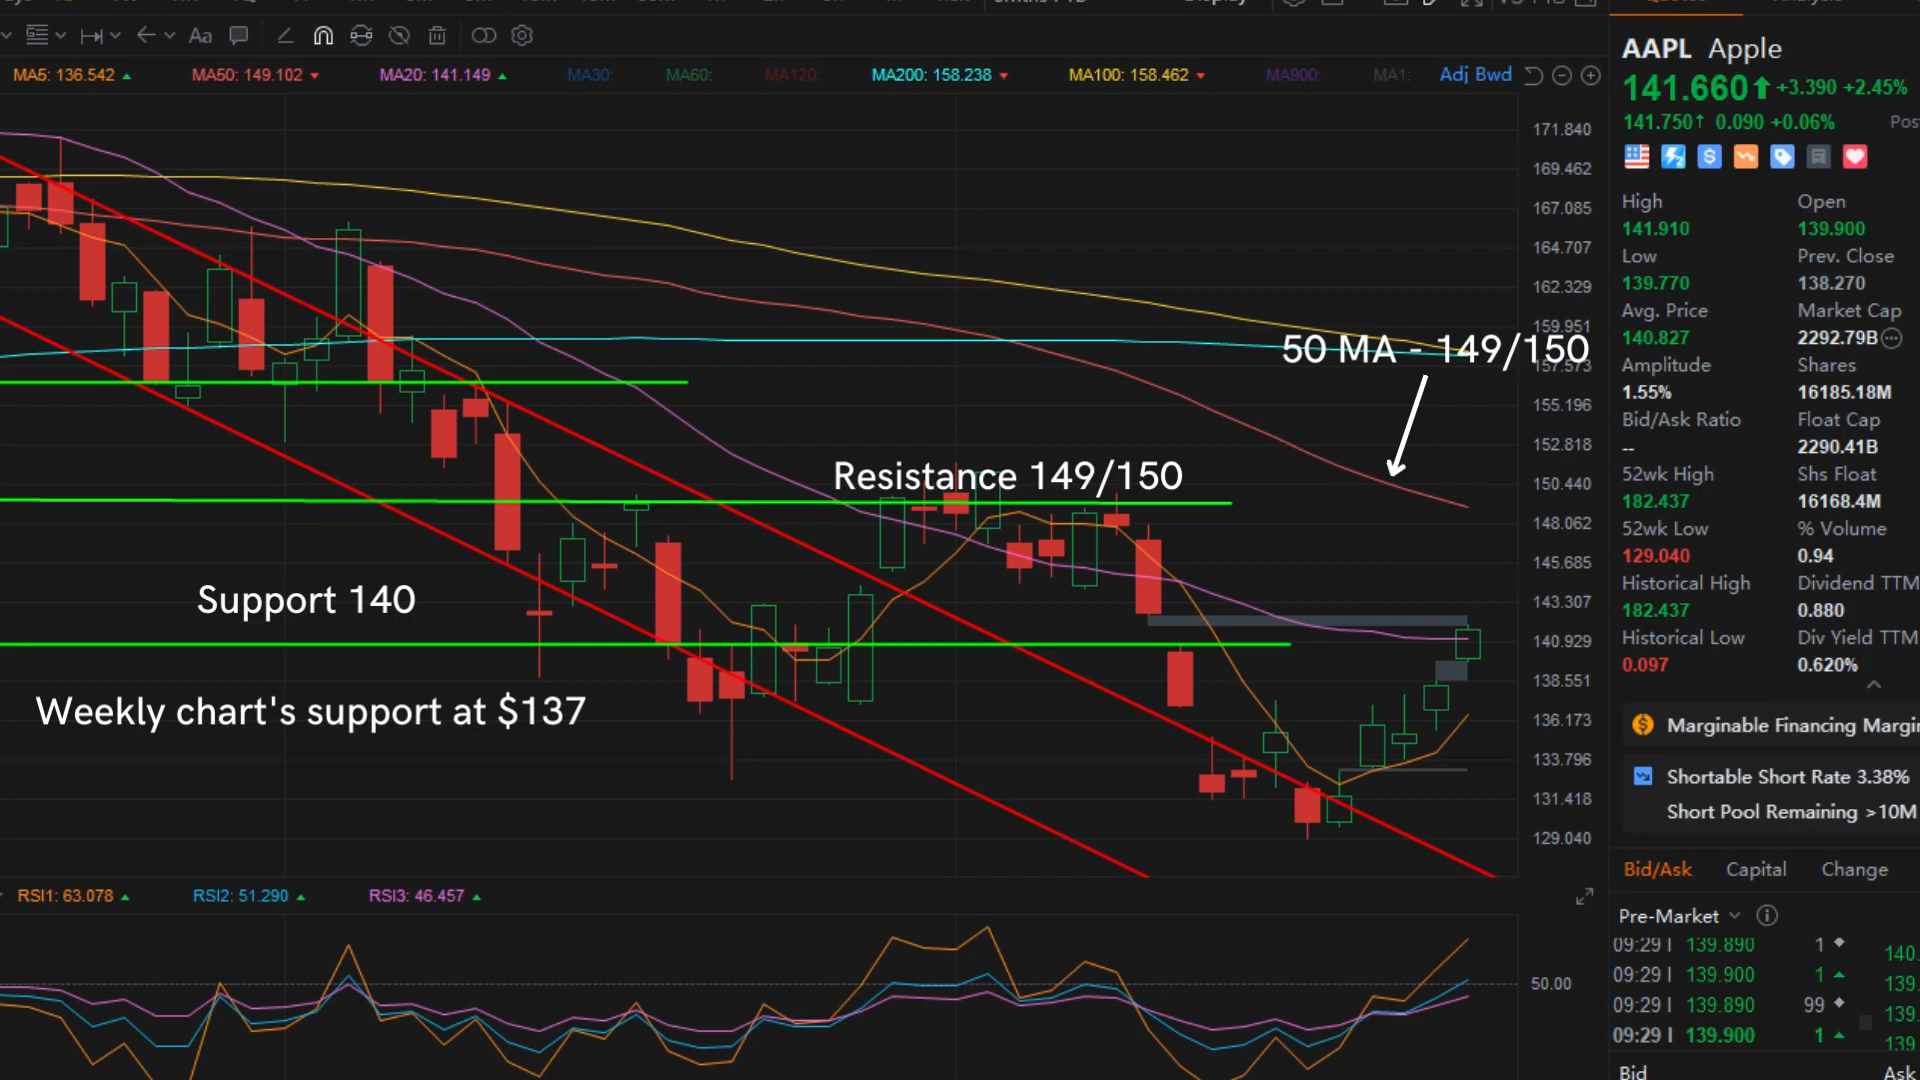 MA5: 136.542
MA50: 149.102
MA20: 141.149
MA30:
MA60:
MA120:
MA200: 158.238
MA100: 158.462
MA900:
MA1:
Adj Bwd
Aa
171.840
169.462
167.085
164.707
162.329
159.951
157.573
155.196
152.818
150.440
148.062
145.685
143.307
140.929
138.551
136.173
133.796
131.418
129.040
50 MA - 149/150
Resistance 149/150
Support 140
Weekly chart's support at $137
RSI1: 63.078
RSI2: 51.290
RSI3: 46.457
50.00
AAPL Apple
141.660 +3.390 +2.45%
141.750↑ 0.090 +0.06%
High Open
141.910 139.900
Low Prev. Close
139.770 138.270
Avg. Price Market Cap
140.827 2292.79B
Amplitude Shares
1.55% 16185.18M
Bid/Ask Ratio Float Cap
-- 2290.41B
52wk High Shs Float
182.437 16168.4M
52wk Low % Volume
129.040 0.94
Historical High Dividend TTM
182.437 0.880
Historical Low Div Yield TTM
0.097 0.620%
Marginable Financing Margi
Shortable Short Rate 3.38%
Short Pool Remaining >10M
Bid/Ask Capital Change
Pre-Market
09:29 139.890 1 140.
09:29 139.900 1 139.
09:29 139.890 99 139.
09:29 139.900 1 139
Bid Ask